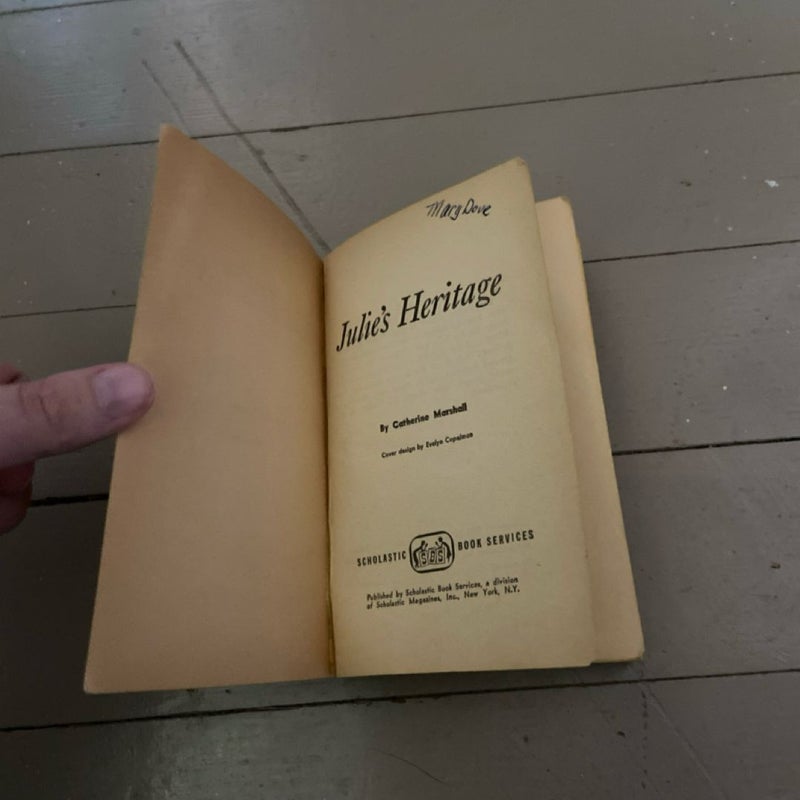 Mary Dove
Julie's Heritage
By Catherine Marshall
Cover design by Evelyn Copelman
SCHOLASTIC SBS BOOK SERVICES
Published by Scholastic Book Services, a division
of Scholastic Magazines, Inc., New York, N.Y.